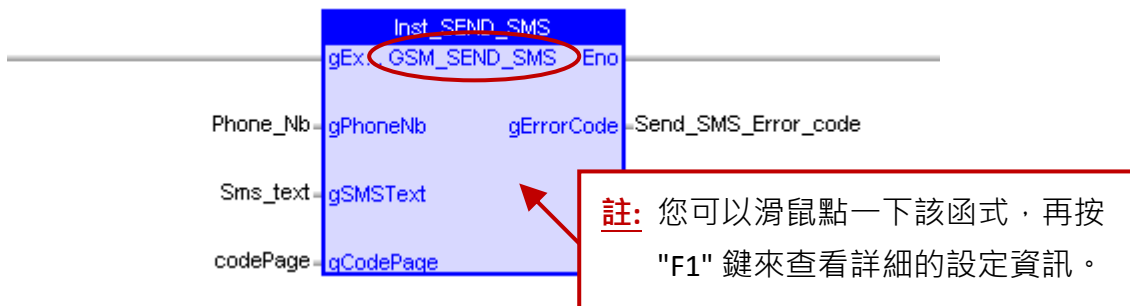 Inst_SEND_SMS
gEx... GSM_SEND_SMS Eno
Phone_Nb gPhoneNb gErrorCode Send_SMS_Error_code
Sms_text gSMSText
codePage gCodePage
註: 您可以滑鼠點一下該函式，再按
"F1" 鍵來查看詳細的設定資訊。